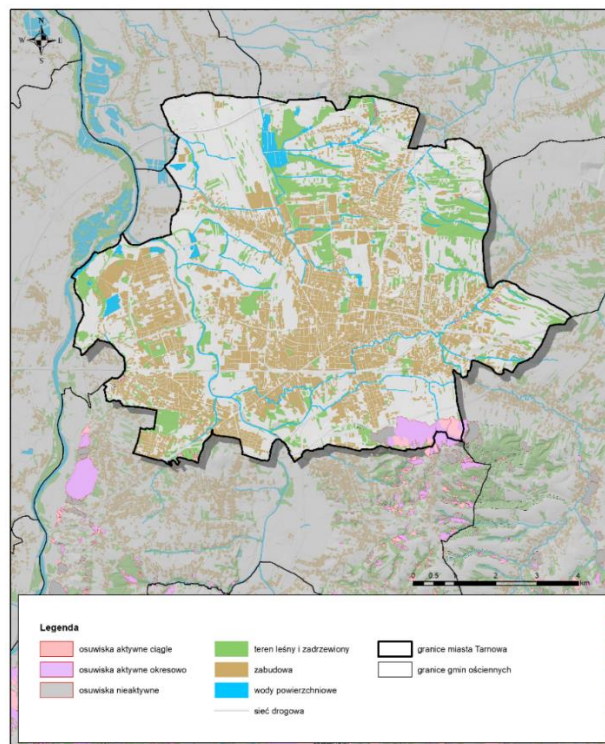 N
W E
S
0 0.5 1 2 3 4
km
Legenda
osuwiska aktywne ciągle
osuwiska aktywne okresowo
osuwiska nieaktywne
teren leśny i zadrzewiony
zabudowa
wody powierzchniowe
sieć drogowa
granice miasta Tarnowa
granice gmin ościennych